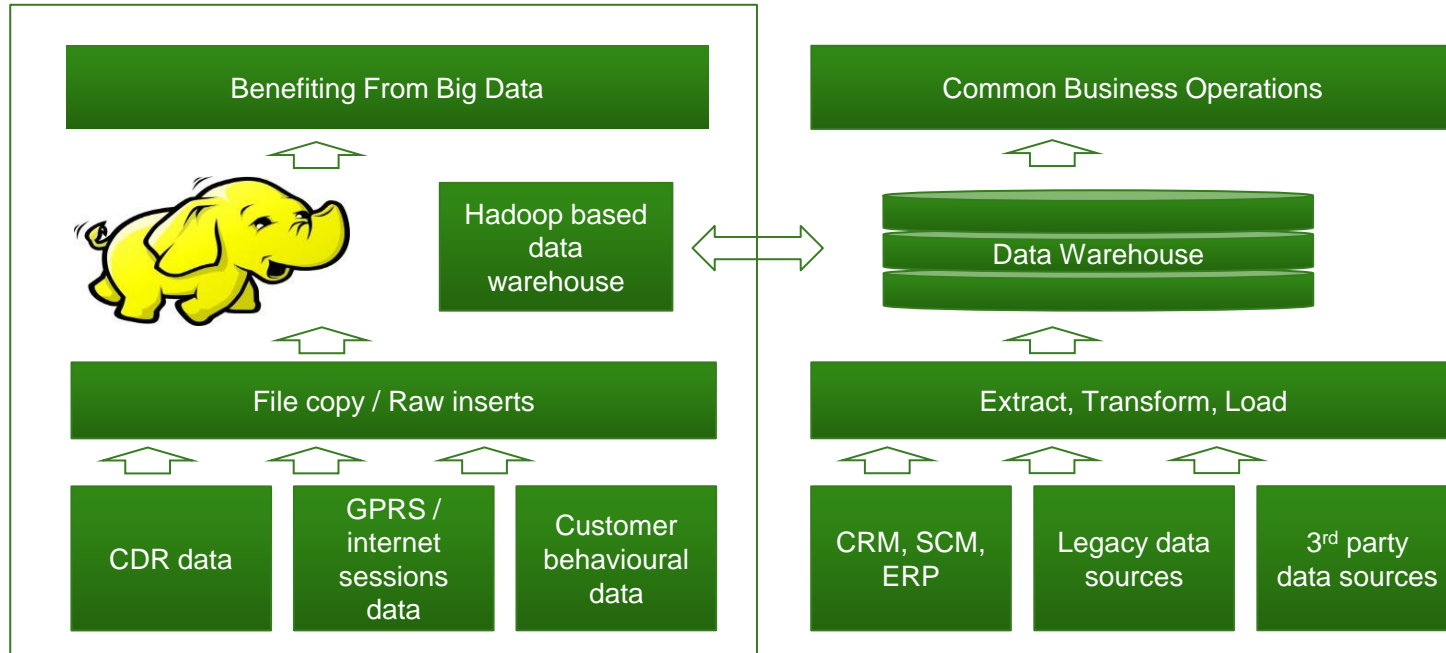 Benefiting From Big Data
Common Business Operations
Hadoop based
data
warehouse
Data Warehouse
File copy / Raw inserts
Extract, Transform, Load
CDR data
GPRS /
internet
sessions
data
Customer
behavioural
data
CRM, SCM,
ERP
Legacy data
sources
3rd party
data sources